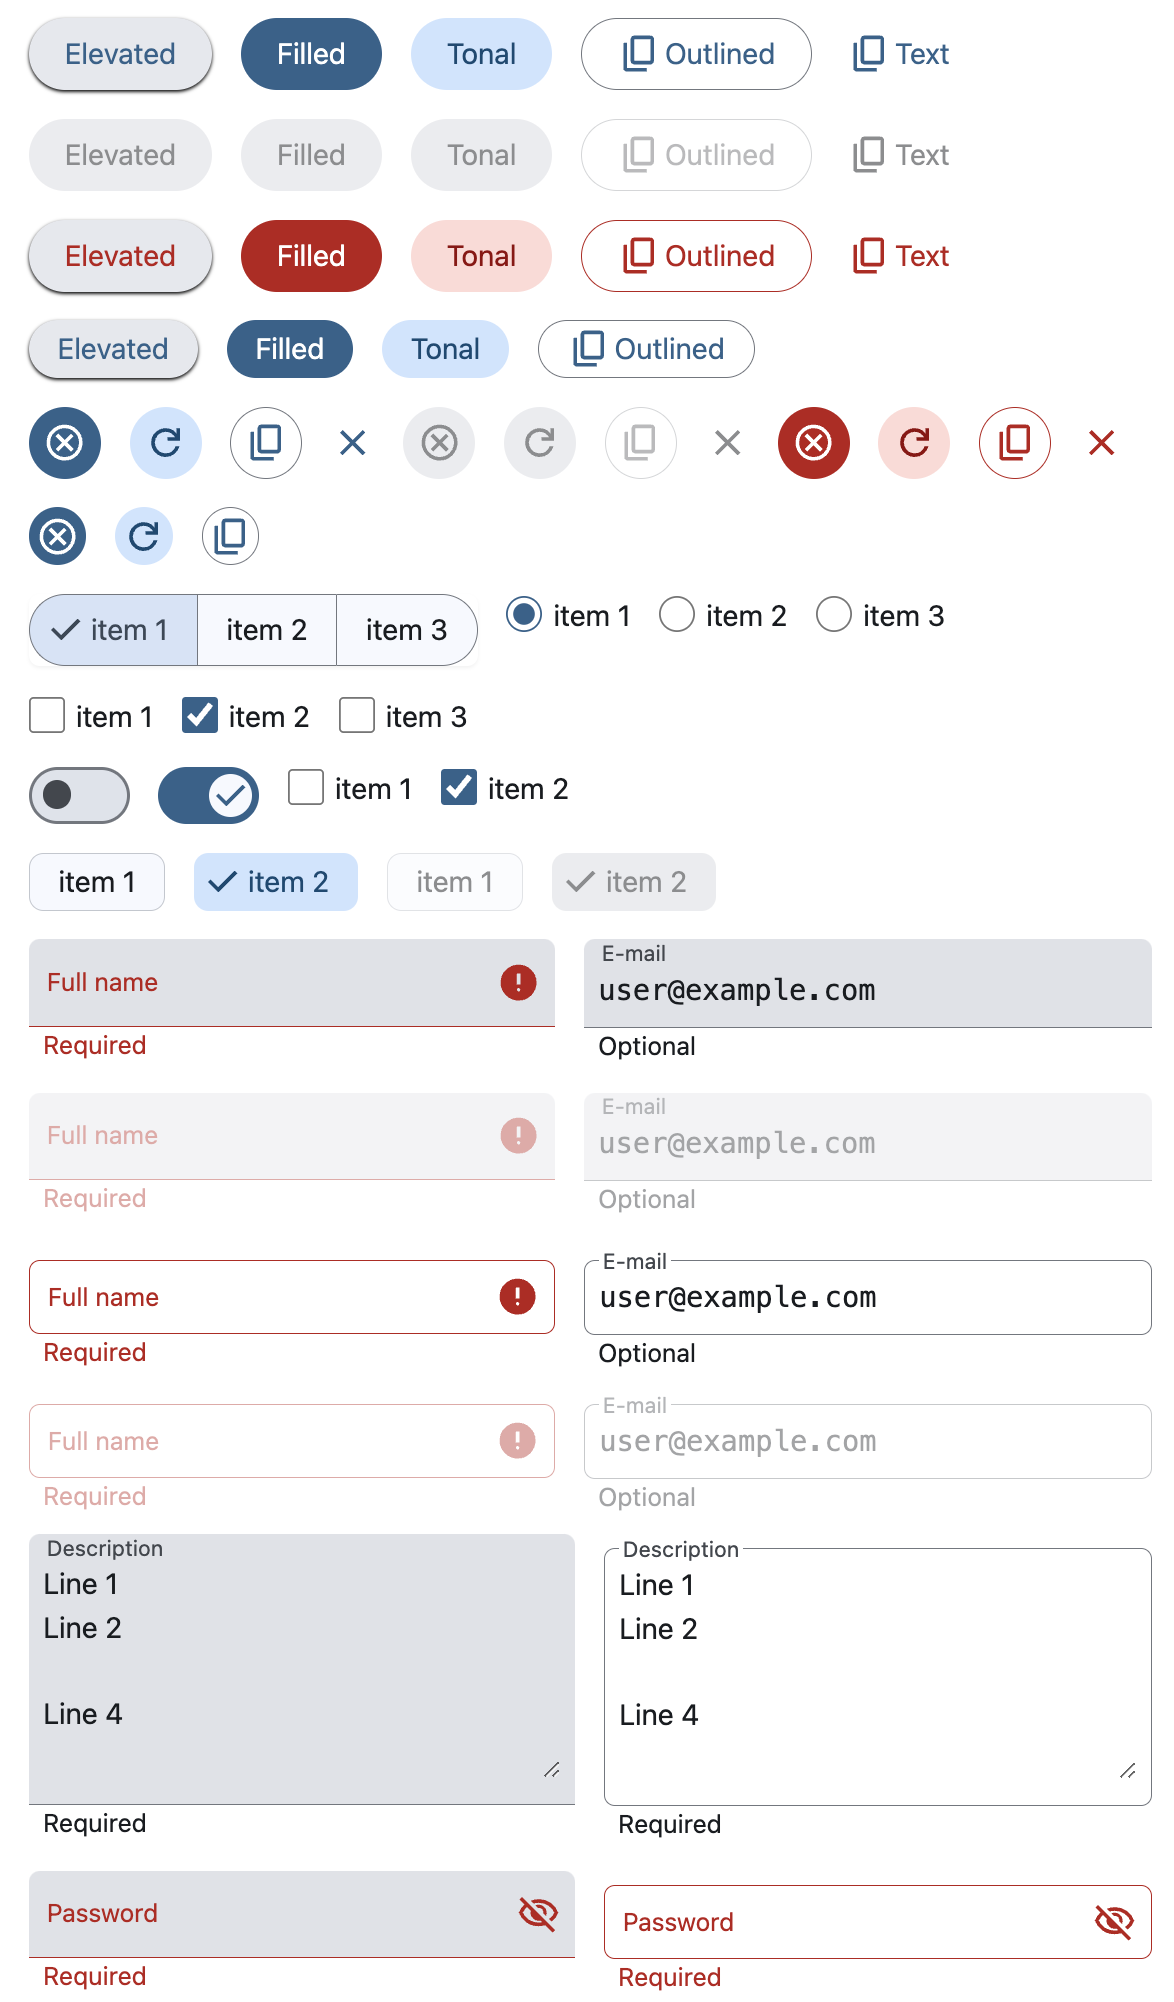 Elevated Filled Tonal Outlined Text
Elevated Filled Tonal Outlined Text
Elevated Filled Tonal Outlined Text
Elevated Filled Tonal Outlined
item 1 item 2 item 3 item 1 item 2 item 3
item 1 item 2 item 3
item 1 item 2
item 1 item 2 item 1 item 2
Full name
Required
E-mail
user@example.com
Optional
Full name
Required
E-mail
user@example.com
Optional
Full name
Required
E-mail
user@example.com
Optional
Full name
Required
E-mail
user@example.com
Optional
Description
Line 1
Line 2
Line 4
Required
Description
Line 1
Line 2
Line 4
Required
Password
Required
Password
Required